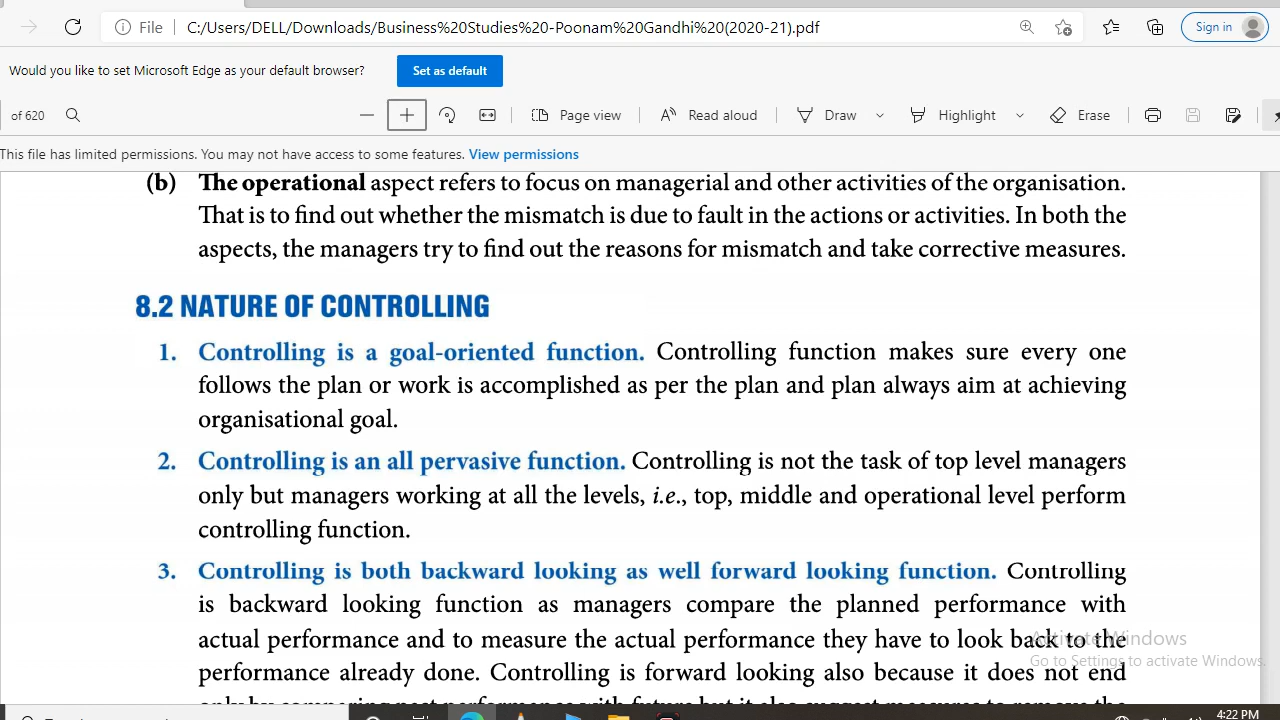 File C:/Users/DELL/Downloads/Business%20Studies%20-Poonam%20Gandhi%20(2020-21).pdf Sign in
Would you like to set Microsoft Edge as your default browser? Set as default
of 620 Page view Read aloud Draw Highlight Erase
This file has limited permissions. You may not have access to some features. View permissions
(b) The operational aspect refers to focus on managerial and other activities of the organisation.
That is to find out whether the mismatch is due to fault in the actions or activities. In both the
aspects, the managers try to find out the reasons for mismatch and take corrective measures.
8.2 NATURE OF CONTROLLING
1. Controlling is a goal-oriented function. Controlling function makes sure every one
follows the plan or work is accomplished as per the plan and plan always aim at achieving
organisational goal.
2. Controlling is an all pervasive function. Controlling is not the task of top level managers
only but managers working at all the levels, i.e., top, middle and operational level perform
controlling function.
3. Controlling is both backward looking as well forward looking function. Controlling
is backward looking function as managers compare the planned performance with
actual performance and to measure the actual performance they have to look back to the
Activate Windows
performance already done. Controlling is forward looking also because it does not end
Go to Settings to activate Windows.
4:22 PM